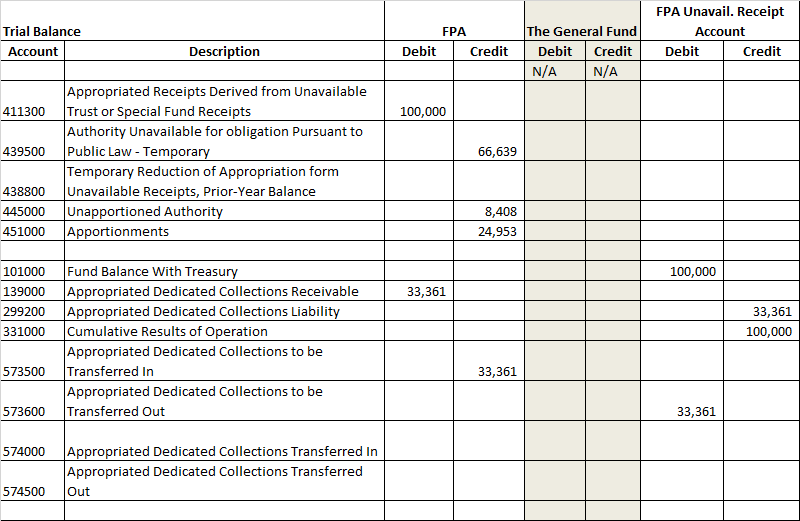 FPA Unavail. Receipt
Trial Balance FPA The General Fund Account
Account Description Debit Credit Debit Credit Debit Credit
N/A N/A
Appropriated Receipts Derived from Unavailable
411300 Trust or Special Fund Receipts 100,000
Authority Unavailable for obligation Pursuant to
439500 Public Law - Temporary 66,639
Temporary Reduction of Appropriation form
438800 Unavailable Receipts, Prior-Year Balance
445000 Unapportioned Authority 8,408
451000 Apportionments 24,953
101000 Fund Balance With Treasury 100,000
139000 Appropriated Dedicated Collections Receivable 33,361
299200 Appropriated Dedicated Collections Liability 33,361
331000 Cumulative Results of Operation 100,000
Appropriated Dedicated Collections to be
573500 Transferred In 33,361
Appropriated Dedicated Collections to be
573600 Transferred Out 33,361
574000 Appropriated Dedicated Collections Transferred In
Appropriated Dedicated Collections Transferred
574500 Out